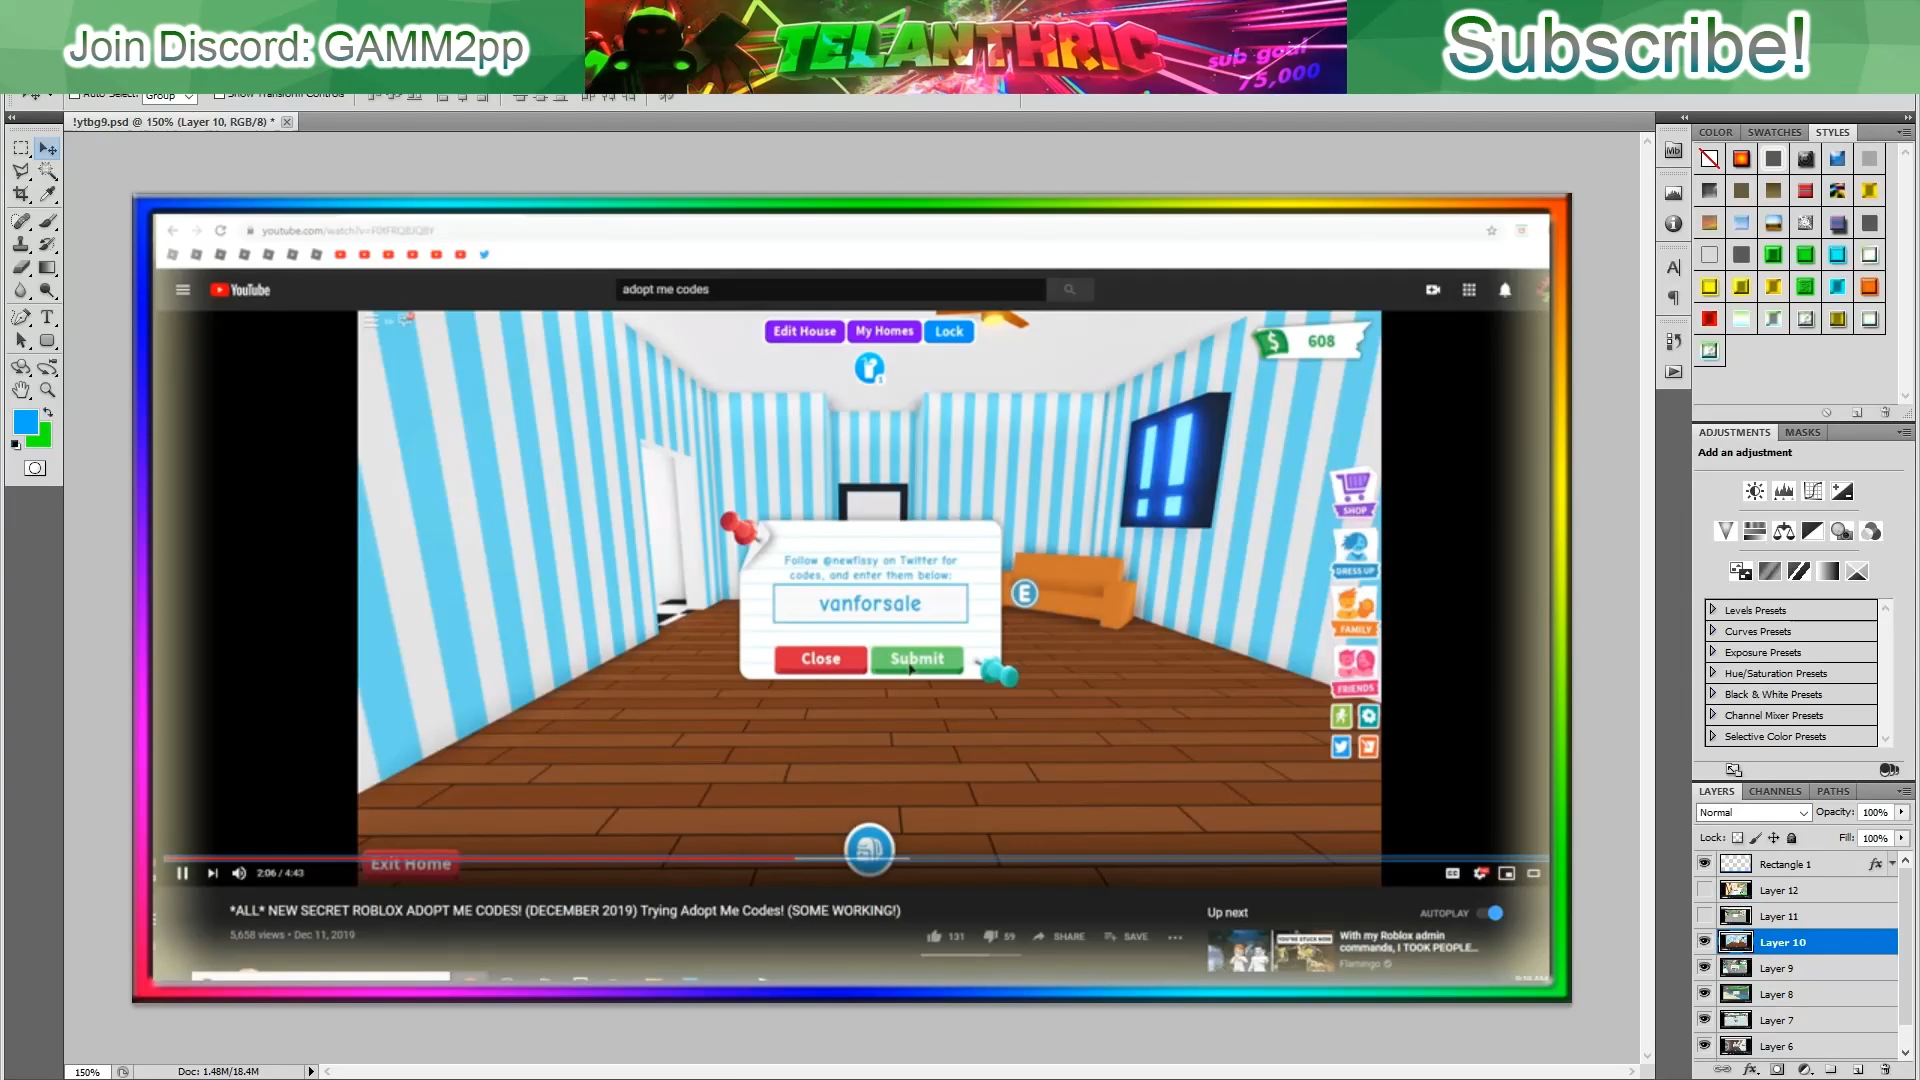 Join Discord: GAMM2pp
TELANTHRIC
sub goal
75,000
Subscribe!
Group
!ytbg9.psd @ 150% (Layer 10, RGB/8) *
COLOR
SWATCHES
STYLES
youtube.com/watch?v=
YouTube
adopt me codes
Edit House
My Homes
Lock
$
608
SHOP
DRESS UP
FAMILY
FRIENDS
Follow @newfissy on Twitter for
codes, and enter them below:
vanforsale
E
Close
Submit
Exit Home
2:06 / 4:43
*ALL* NEW SECRET ROBLOX ADOPT ME CODES! (DECEMBER 2019) Trying Adopt Me Codes! (SOME WORKING!)
5,658 views • Dec 11, 2019
131
59
SHARE
SAVE
Up next
AUTOPLAY
With my Roblox admin
commands, I TOOK PEOPLE...
Flamingo
ADJUSTMENTS
MASKS
Add an adjustment
Levels Presets
Curves Presets
Exposure Presets
Hue/Saturation Presets
Black & White Presets
Channel Mixer Presets
Selective Color Presets
LAYERS
CHANNELS
PATHS
Normal
Opacity: 100%
Lock:
Fill: 100%
Rectangle 1
fx
Layer 12
Layer 11
Layer 10
Layer 9
Layer 8
Layer 7
Layer 6
150%
Doc: 1.48M/18.4M